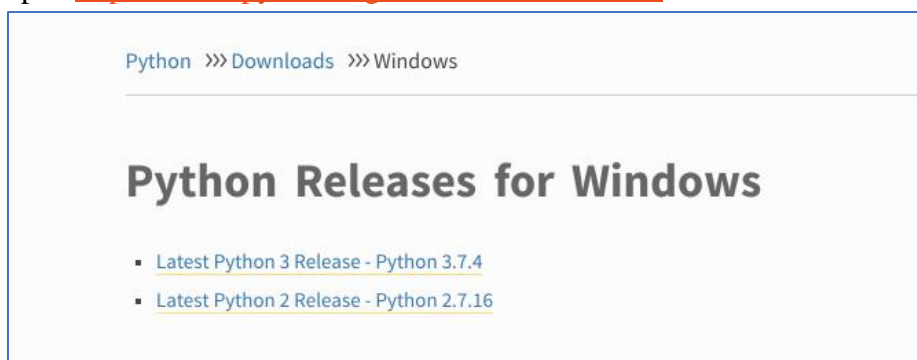 Python >>> Downloads >>> Windows
Python Releases for Windows
▪ Latest Python 3 Release - Python 3.7.4
▪ Latest Python 2 Release - Python 2.7.16